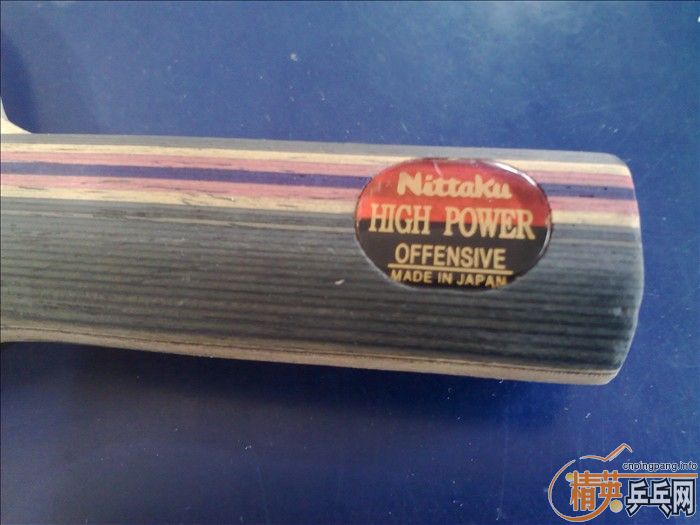 Nittaku
HIGH POWER
OFFENSIVE
MADE IN JAPAN
cnpingpang.info
精英乒乓网